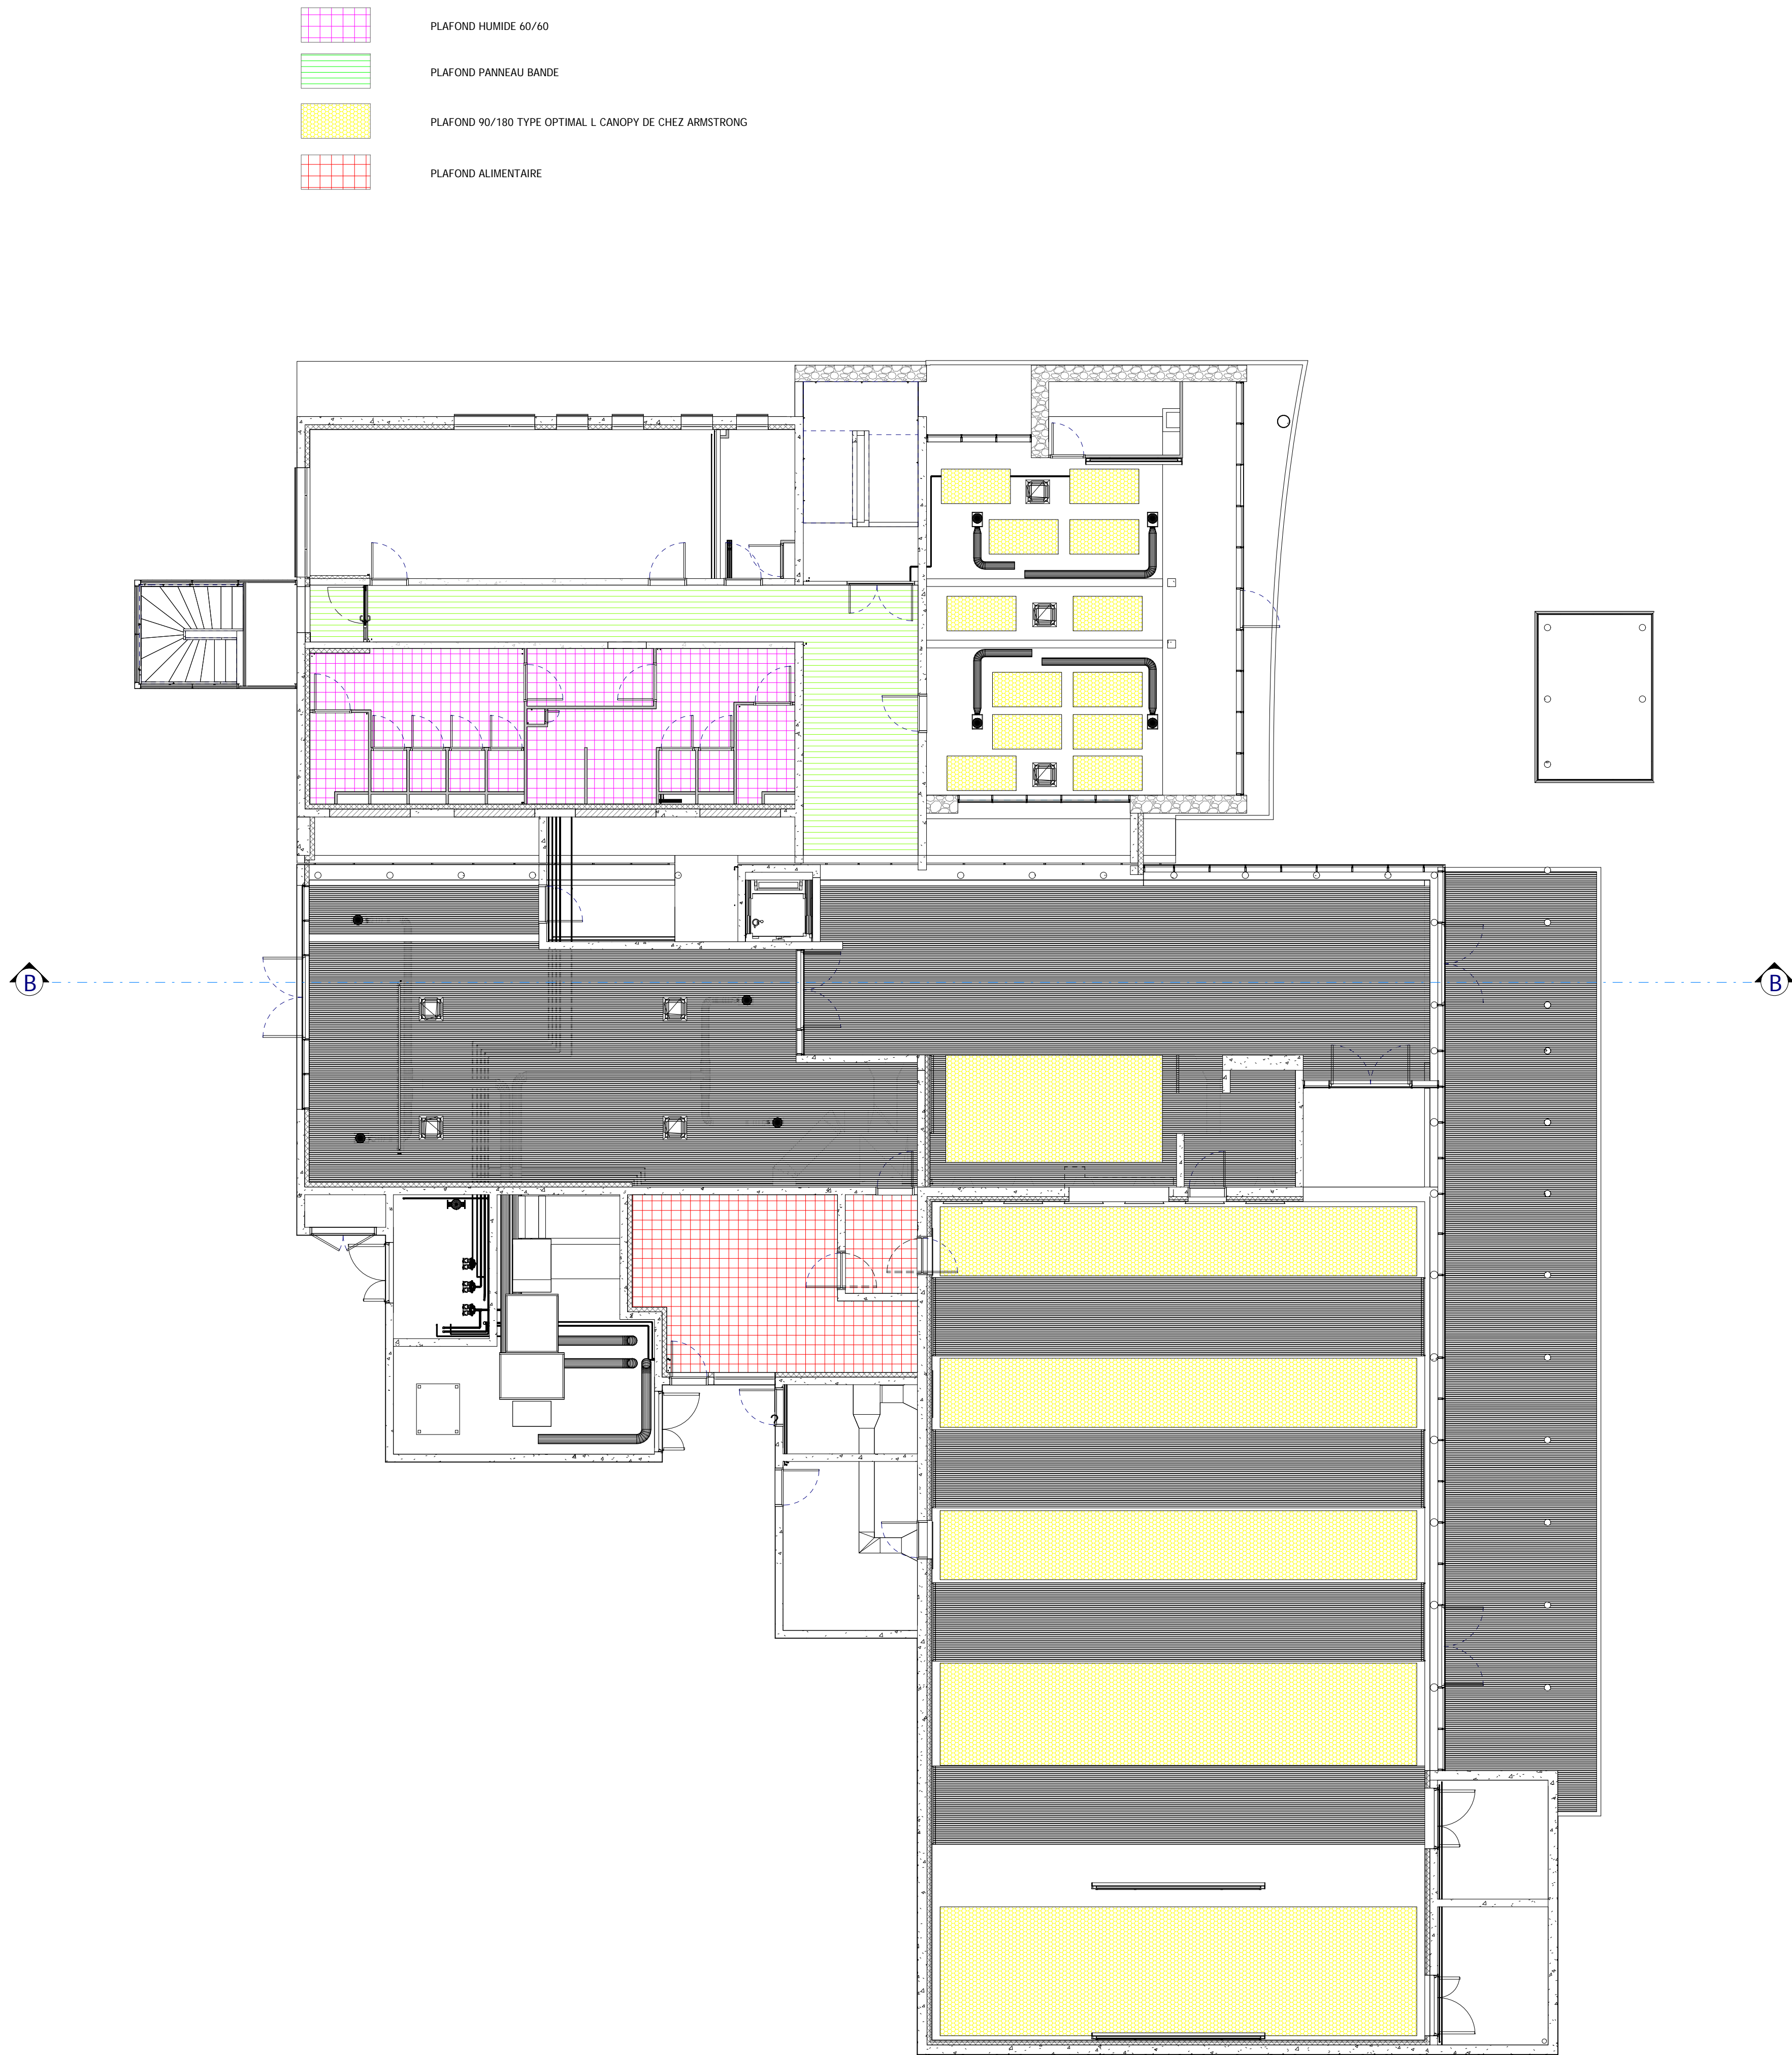 PLAFOND HUMIDE 60/60
PLAFOND PANNEAU BANDE
PLAFOND 90/180 TYPE OPTIMAL L CANOPY DE CHEZ ARMSTRONG
PLAFOND ALIMENTAIRE
B
B
?